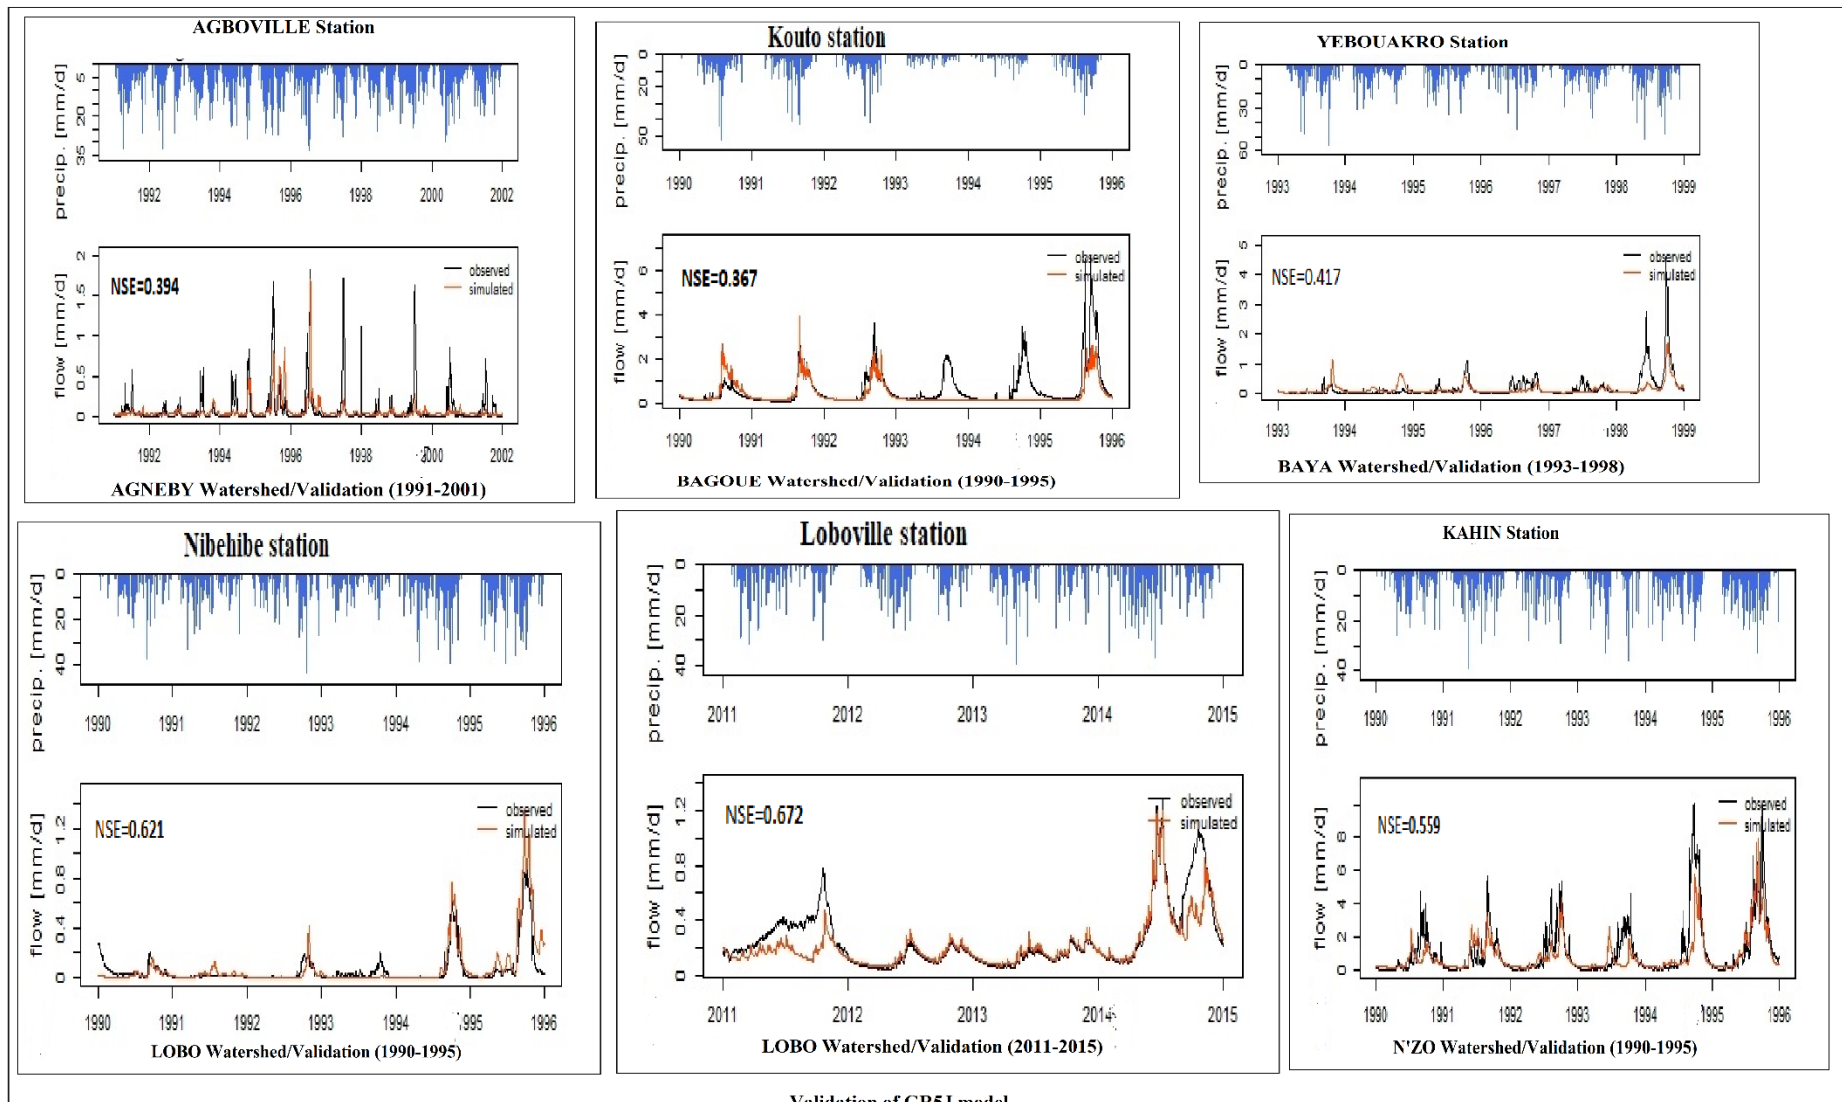 AGBOVILLE Station
precip. [mm/d]
5
20
35
1992 1994 1996 1998 2000 2002
flow [mm/d]
0 0.5 1 1.5 2
NSE=0.394
observed
simulated
1992 1994 1996 1998 2000 2002
AGNEBY Watershed/Validation (1991-2001)
Kouto station
precip. [mm/d]
0
20
50
1990 1991 1992 1993 1994 1995 1996
flow [mm/d]
0 2 4 6
NSE=0.367
observed
simulated
1990 1991 1992 1993 1994 1995 1996
BAGOUE Watershed/Validation (1990-1995)
YEBOUAKRO Station
precip. [mm/d]
0
30
60
1993 1994 1995 1996 1997 1998 1999
flow [mm/d]
0 1 2 3 4 5
NSE=0.417
observed
simulated
1993 1994 1995 1996 1997 1998 1999
BAYA Watershed/Validation (1993-1998)
Nibehibe station
precip. [mm/d]
0
20
40
1990 1991 1992 1993 1994 1995 1996
flow [mm/d]
0 0.4 0.8 1.2
NSE=0.621
observed
simulated
1990 1991 1992 1993 1994 1995 1996
LOBO Watershed/Validation (1990-1995)
Loboville station
precip. [mm/d]
0
20
40
2011 2012 2013 2014 2015
flow [mm/d]
0 0.4 0.8 1.2
NSE=0.672
observed
simulated
2011 2012 2013 2014 2015
LOBO Watershed/Validation (2011-2015)
KAHIN Station
precip. [mm/d]
0
20
40
1990 1991 1992 1993 1994 1995 1996
flow [mm/d]
0 2 4 6 8
NSE=0.559
observed
simulated
1990 1991 1992 1993 1994 1995 1996
N'ZO Watershed/Validation (1990-1995)
Validation of GR5J model